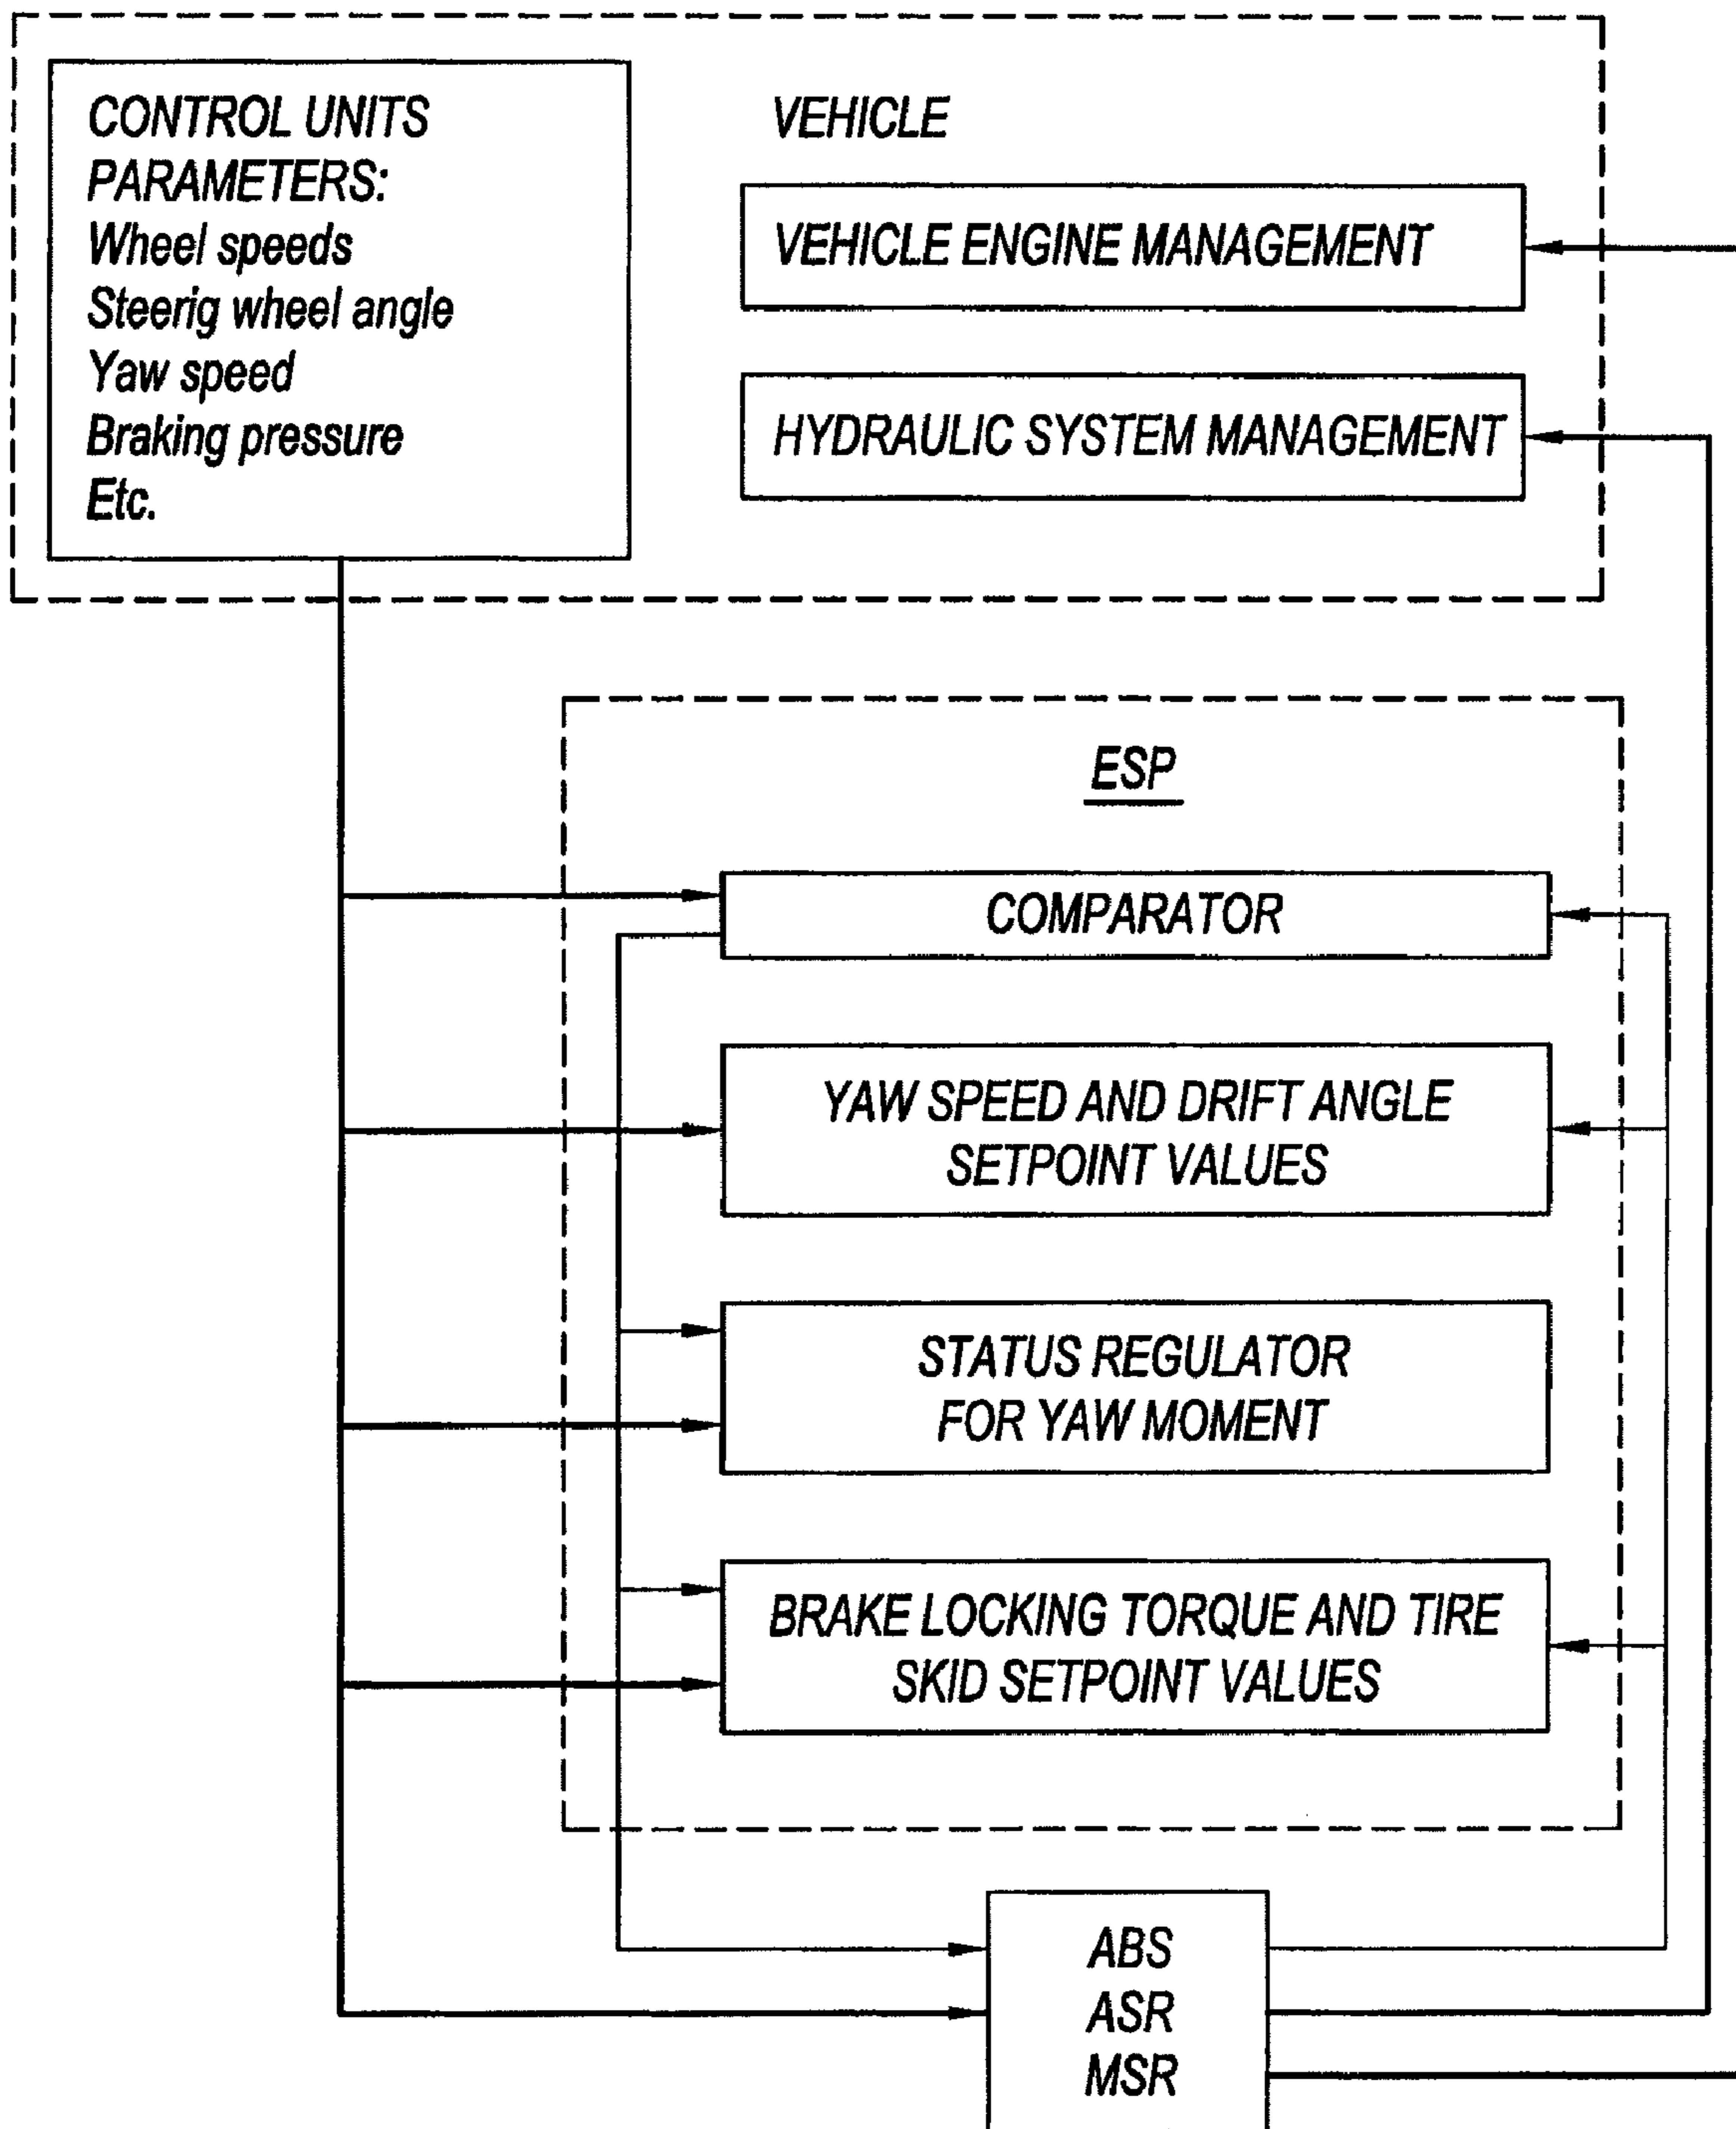 CONTROL UNITS
PARAMETERS:
Wheel speeds
Steerig wheel angle
Yaw speed
Braking pressure
Etc.
VEHICLE
VEHICLE ENGINE MANAGEMENT
HYDRAULIC SYSTEM MANAGEMENT
ESP
COMPARATOR
YAW SPEED AND DRIFT ANGLE
SETPOINT VALUES
STATUS REGULATOR
FOR YAW MOMENT
BRAKE LOCKING TORQUE AND TIRE
SKID SETPOINT VALUES
ABS
ASR
MSR